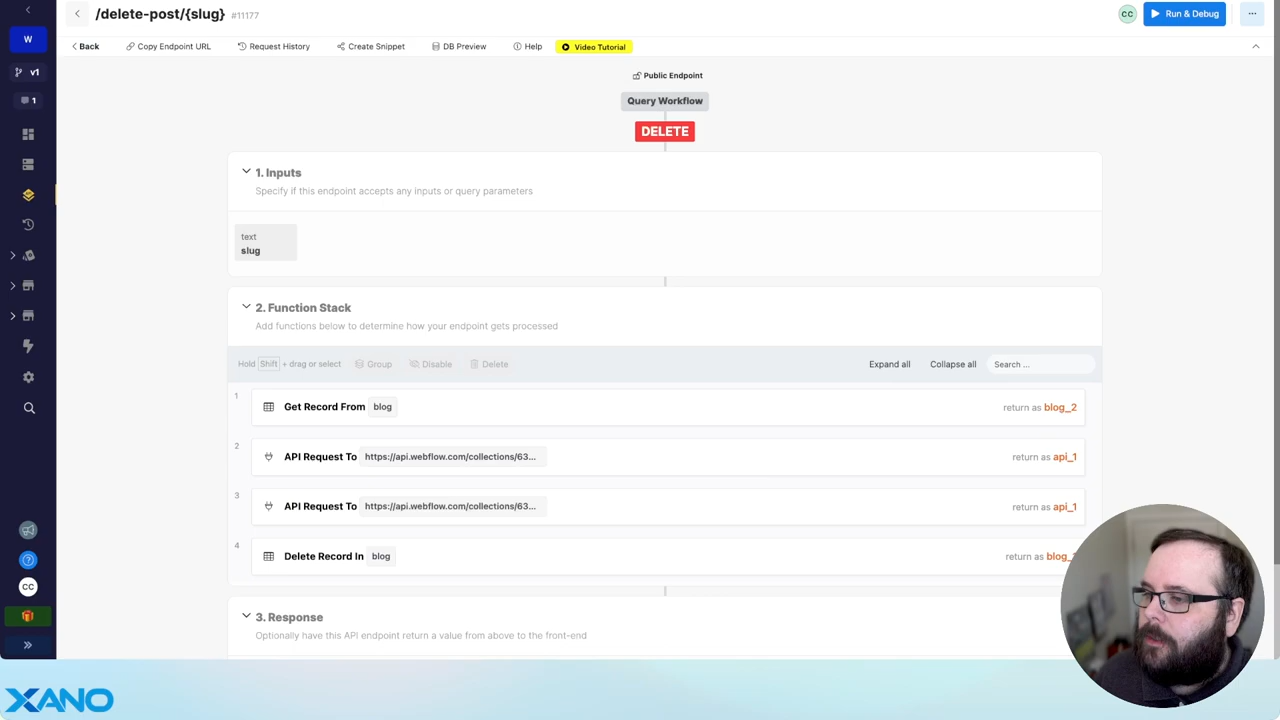 /delete-post/{slug} #11177
CC
Run & Debug
W
Back
Copy Endpoint URL
Request History
Create Snippet
DB Preview
Help
Video Tutorial
v1
1
Public Endpoint
Query Workflow
DELETE
1. Inputs
Specify if this endpoint accepts any inputs or query parameters
text
slug
2. Function Stack
Add functions below to determine how your endpoint gets processed
Hold Shift + drag or select
Group
Disable
Delete
Expand all
Collapse all
Search ...
1
Get Record From blog
return as blog_2
2
API Request To https://api.webflow.com/collections/63...
return as api_1
3
API Request To https://api.webflow.com/collections/63...
return as api_1
4
Delete Record In blog
return as
CC
3. Response
Optionally have this API endpoint return a value from above to the front-end
XANO